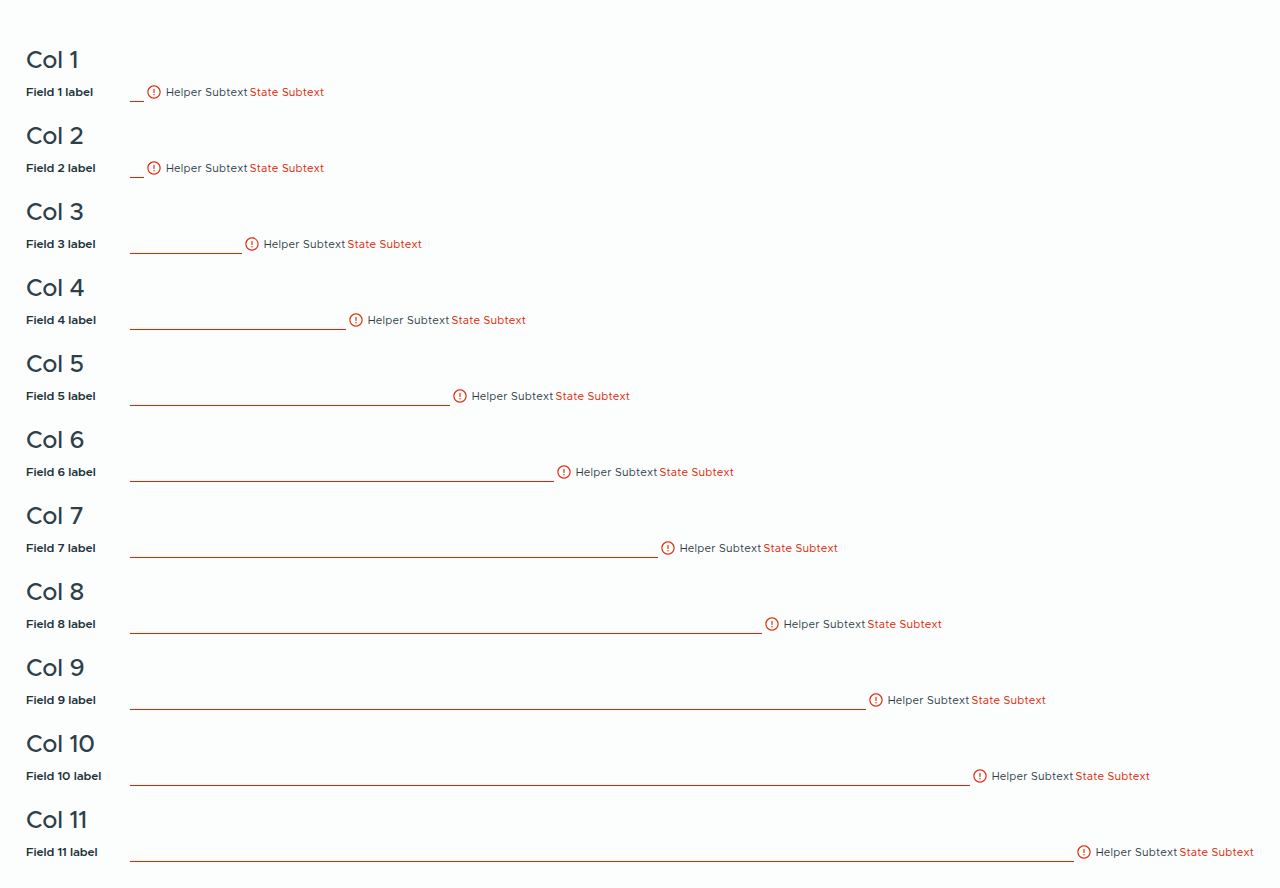 Col 1
Field 1 label Helper Subtext State Subtext
Col 2
Field 2 label Helper Subtext State Subtext
Col 3
Field 3 label Helper Subtext State Subtext
Col 4
Field 4 label Helper Subtext State Subtext
Col 5
Field 5 label Helper Subtext State Subtext
Col 6
Field 6 label Helper Subtext State Subtext
Col 7
Field 7 label Helper Subtext State Subtext
Col 8
Field 8 label Helper Subtext State Subtext
Col 9
Field 9 label Helper Subtext State Subtext
Col 10
Field 10 label Helper Subtext State Subtext
Col 11
Field 11 label Helper Subtext State Subtext